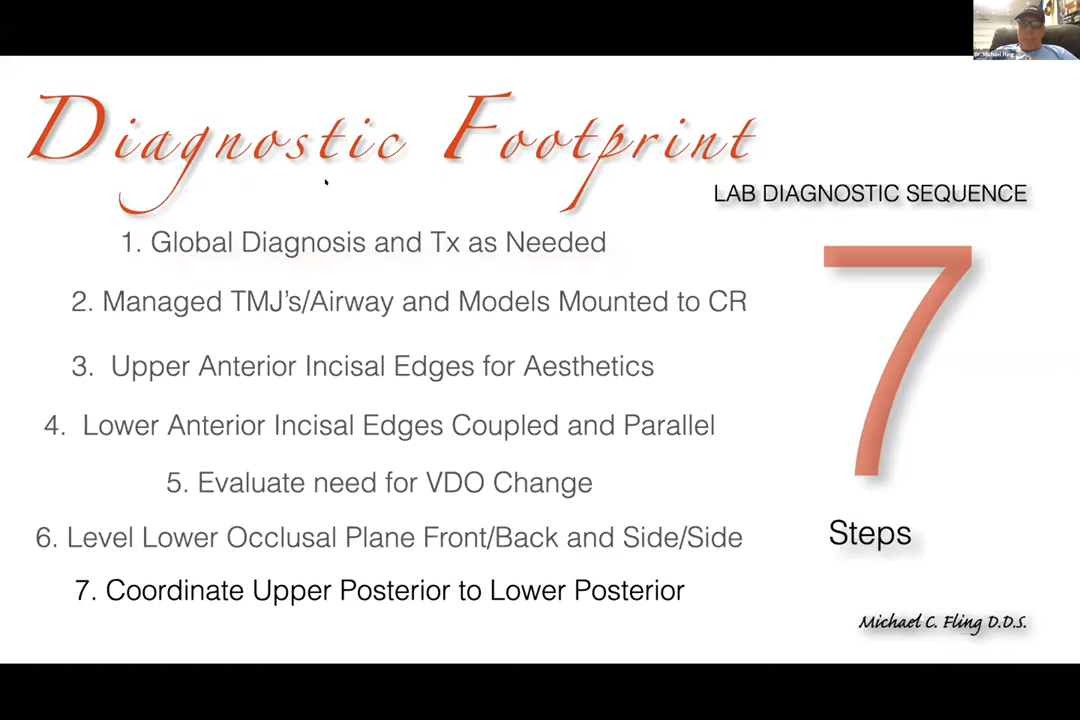 Dr. Michael Fling
Diagnostic Footprint
LAB DIAGNOSTIC SEQUENCE
1. Global Diagnosis and Tx as Needed
2. Managed TMJ's/Airway and Models Mounted to CR
3. Upper Anterior Incisal Edges for Aesthetics
4. Lower Anterior Incisal Edges Coupled and Parallel
5. Evaluate need for VDO Change
6. Level Lower Occlusal Plane Front/Back and Side/Side
7. Coordinate Upper Posterior to Lower Posterior
7
Steps
Michael C. Fling D.D.S.